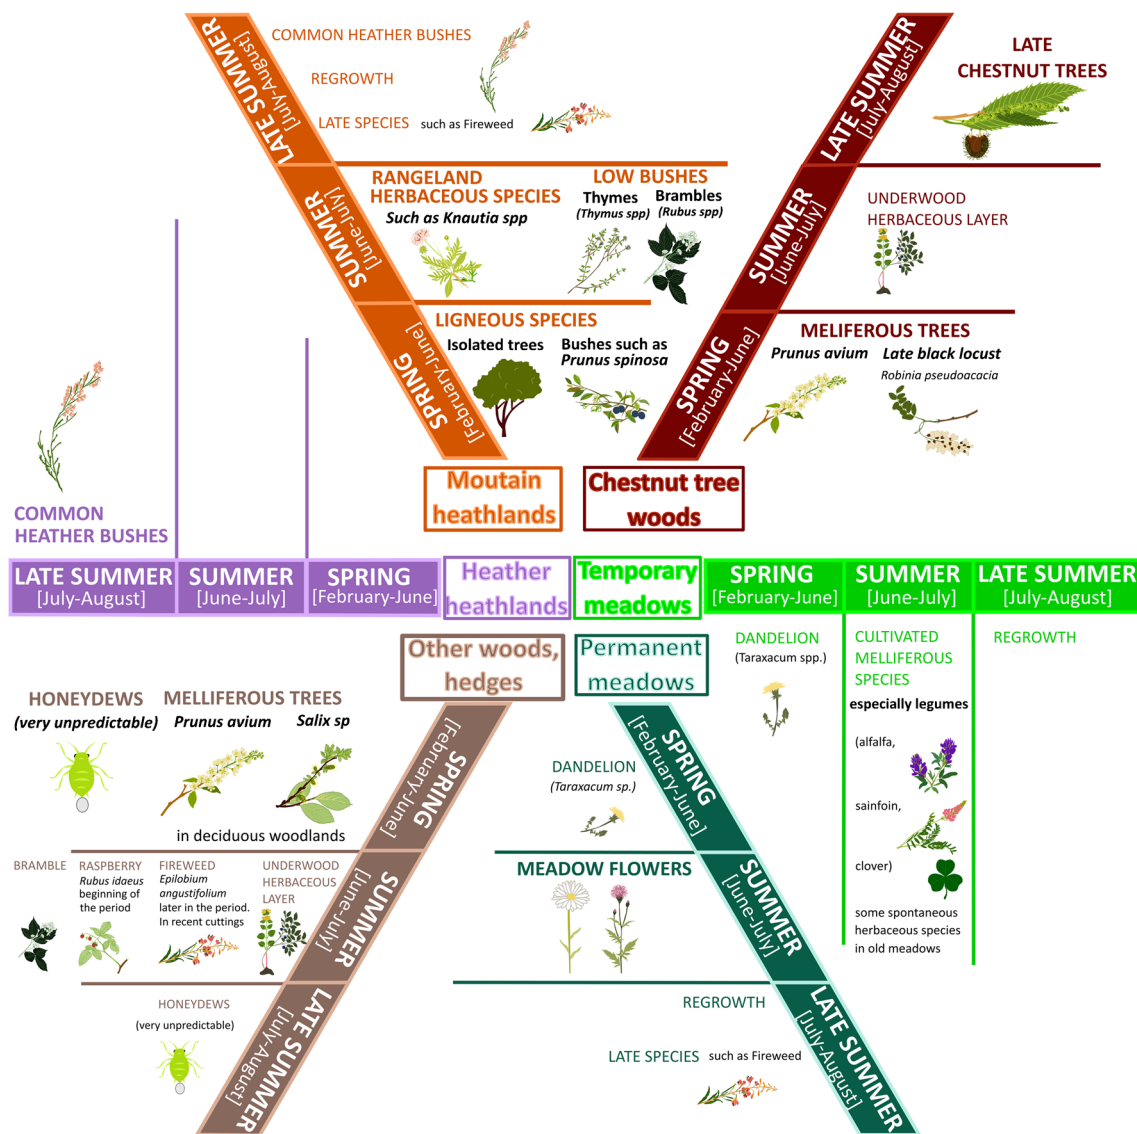 LATE SUMMER
[July-August]
COMMON HEATHER BUSHES
REGROWTH
LATE SPECIES such as Fireweed
SUMMER
[June-July]
RANGELAND
HERBACEOUS SPECIES
Such as Knautia spp
LOW BUSHES
Thymes
(Thymus spp)
Brambles
(Rubus spp)
SPRING
[February-June]
LIGNEOUS SPECIES
Isolated trees
Bushes such as
Prunus spinosa
Moutain
heathlands
LATE SUMMER
[July-August]
LATE
CHESTNUT TREES
SUMMER
[June-July]
UNDERWOOD
HERBACEOUS LAYER
SPRING
[February-June]
MELIFEROUS TREES
Prunus avium
Late black locust
Robinia pseudoacacia
Chestnut tree
woods
COMMON
HEATHER BUSHES
LATE SUMMER
[July-August]
SUMMER
[June-July]
SPRING
[February-June]
Heather
heathlands
Temporary
meadows
SPRING
[February-June]
SUMMER
[June-July]
LATE SUMMER
[July-August]
DANDELION
(Taraxacum spp.)
CULTIVATED
MELLIFEROUS
SPECIES
especially legumes
(alfalfa,
sainfoin,
clover)
some spontaneous
herbaceous species
in old meadows
REGROWTH
Other woods,
hedges
SPRING
[February-June]
HONEYDEWS
(very unpredictable)
MELLIFEROUS TREES
Prunus avium
Salix sp
in deciduous woodlands
SUMMER
[June-July]
BRAMBLE
RASPBERRY
Rubus idaeus
beginning of
the period
FIREWEED
Epilobium
angustifolium
later in the period.
In recent cuttings
UNDERWOOD
HERBACEOUS
LAYER
LATE SUMMER
[July-August]
HONEYDEWS
(very unpredictable)
Permanent
meadows
SPRING
[February-June]
DANDELION
(Taraxacum sp.)
SUMMER
[June-July]
MEADOW FLOWERS
LATE SUMMER
[July-August]
REGROWTH
LATE SPECIES such as Fireweed